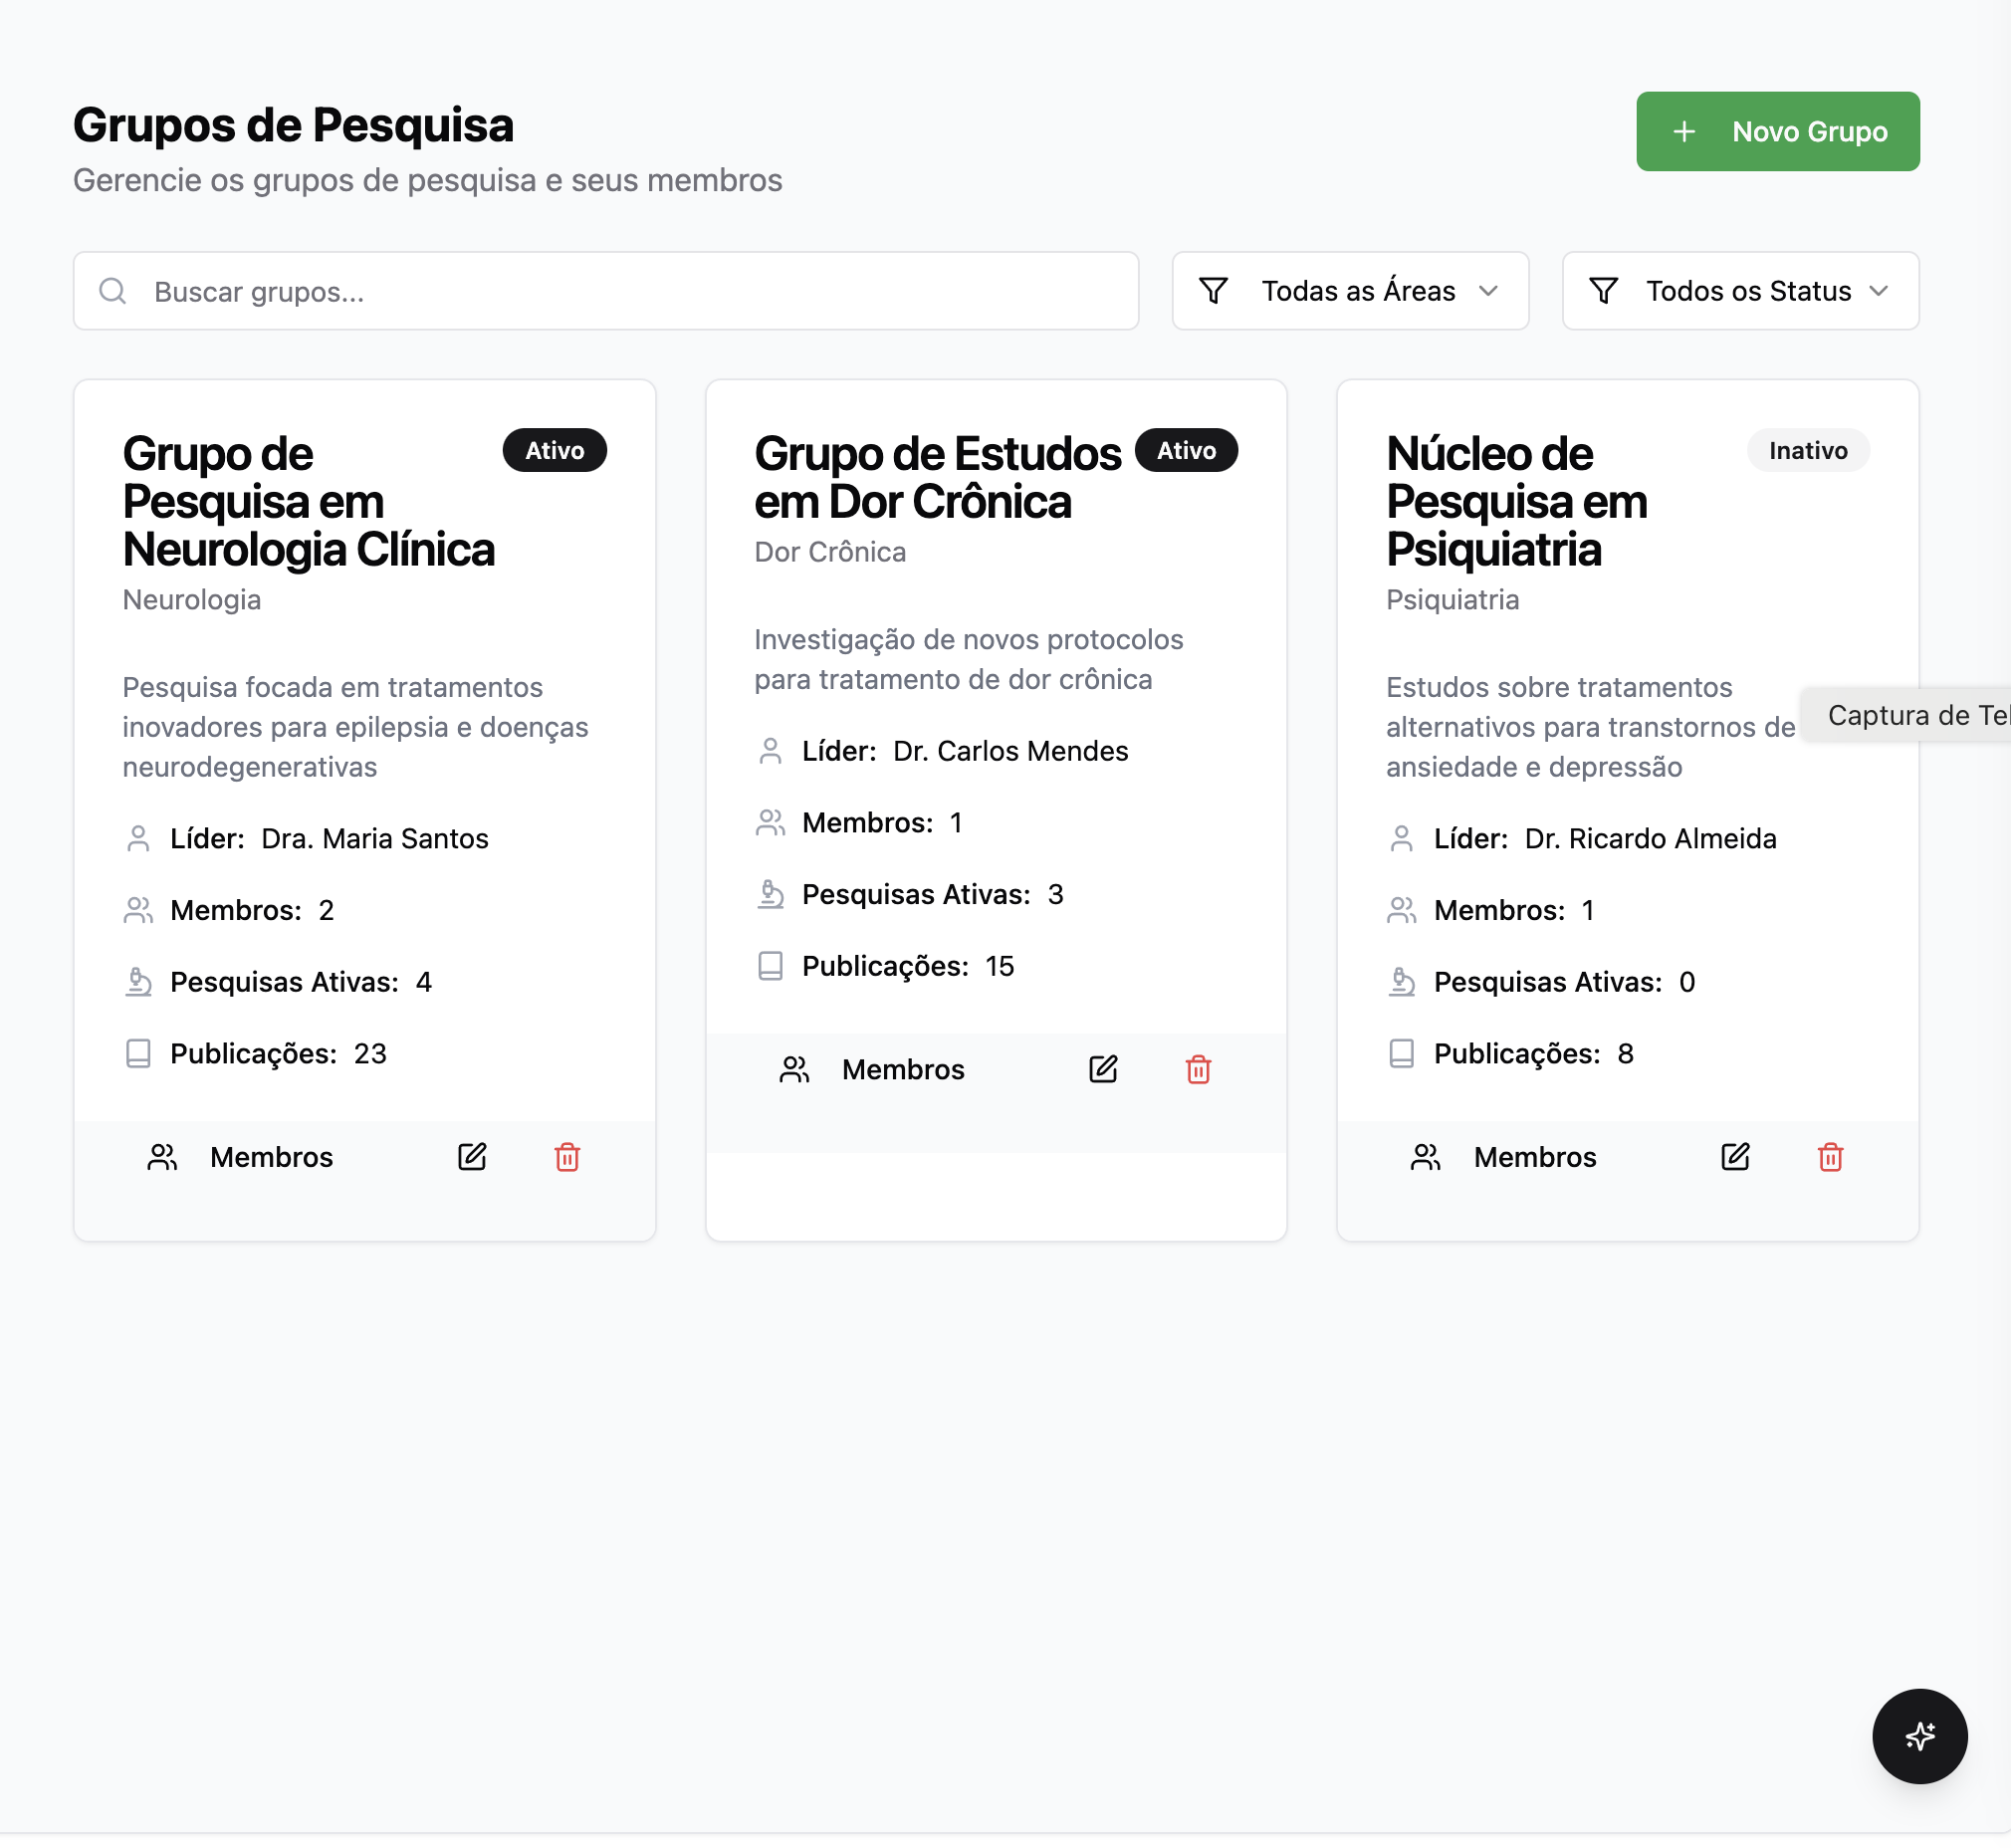 Grupos de Pesquisa
Gerencie os grupos de pesquisa e seus membros
Novo Grupo
Buscar grupos...
Todas as Áreas
Todos os Status
Grupo de
Pesquisa em
Neurologia Clínica
Ativo
Neurologia
Pesquisa focada em tratamentos
inovadores para epilepsia e doenças
neurodegenerativas
Líder: Dra. Maria Santos
Membros: 2
Pesquisas Ativas: 4
Publicações: 23
Membros
Grupo de Estudos
em Dor Crônica
Ativo
Dor Crônica
Investigação de novos protocolos
para tratamento de dor crônica
Líder: Dr. Carlos Mendes
Membros: 1
Pesquisas Ativas: 3
Publicações: 15
Membros
Núcleo de
Pesquisa em
Psiquiatria
Inativo
Psiquiatria
Estudos sobre tratamentos
alternativos para transtornos de
ansiedade e depressão
Líder: Dr. Ricardo Almeida
Membros: 1
Pesquisas Ativas: 0
Publicações: 8
Membros
Captura de